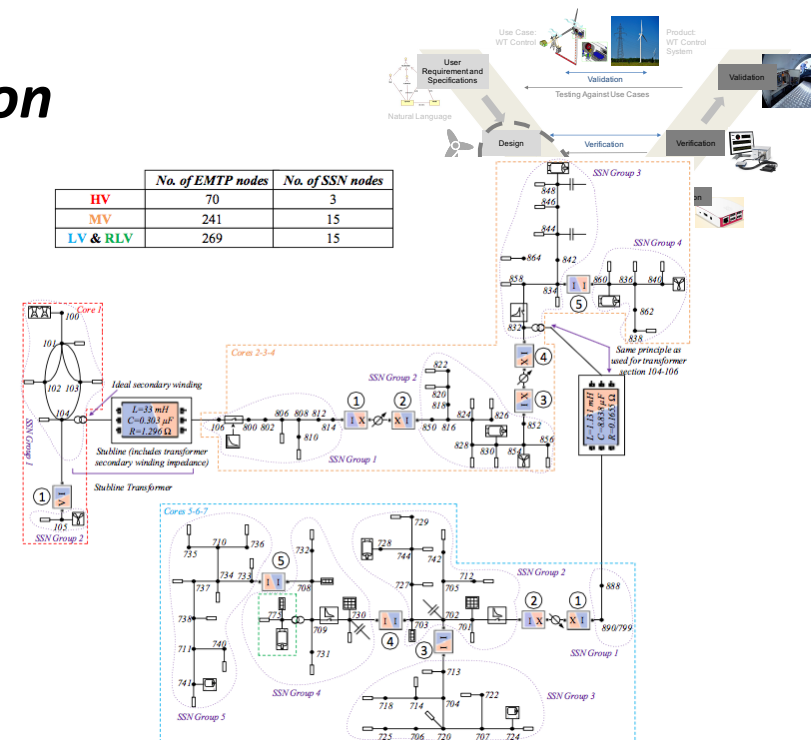 on
Use Case:
WT Control
Product:
WT Control
System
User
Requirement and
Specifications
Validation
Testing Against Use Cases
Validation
Natural Language
Design
Verification
Verification
on
No. of EMTP nodes No. of SSN nodes
HV 70 3
MV 241 15
LV & RLV 269 15
SSN Group 3
848
846
844
842
864
858
834
832
5
SSN Group 4
860 836 840
862
838
Same principle as
used for transformer
section 104-106
Core 1
100
101
102 103
104
Ideal secondary winding
SSN Group 1
L=33 mH
C=0.303 µF
R=1.296 Ω
Stubline (includes transformer
secondary winding impedance)
Stubline Transformer
1
V I
105
SSN Group 2
Cores 2-3-4
106 800 802
806 808 812
810
814
SSN Group 1
1
I X
2
X I
SSN Group 2
822
820
818
850 816
824
826
828
830
854
852
856
4
X I
3
X I
I I
L=1.131 mH
C=8.838 µF
R=0.1655 Ω
888
890/799
SSN Group 1
Cores 5-6-7
735
710
736
737
734 733
738
711
740
741
SSN Group 5
5
I I
732
708
775
709
731
730
SSN Group 4
4
I I
729
728
744
727
742
712
705
703
702
701
SSN Group 2
2
I X
1
X I
3
I I
713
704
718 714
722
725 706 720 707 724
SSN Group 3